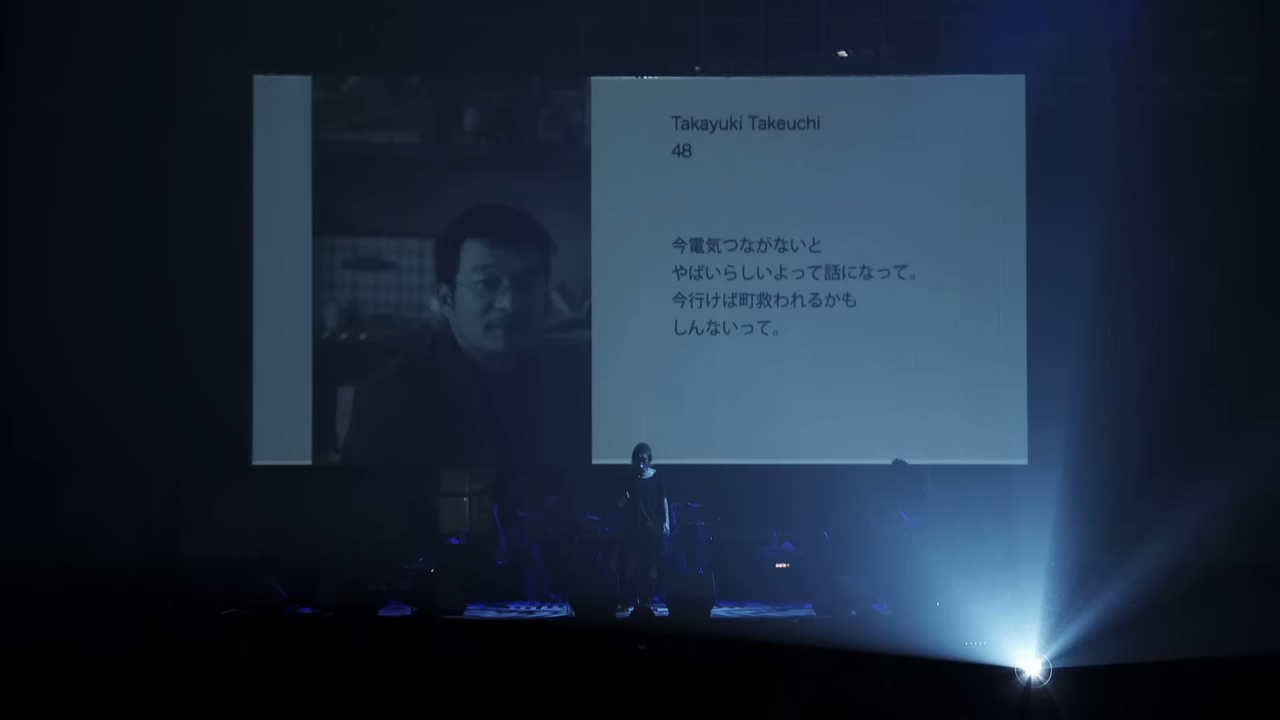 Takayuki Takeuchi
48
今電気つながないと
やばいらしいよって話になって。
今行けば町救われるかも
しんないって。